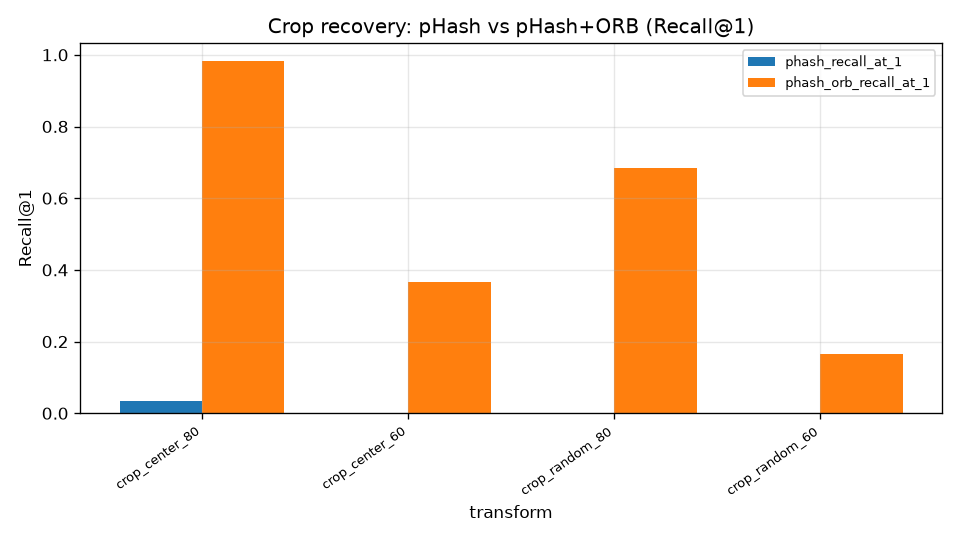 Crop recovery: pHash vs pHash+ORB (Recall@1)
phash_recall_at_1
phash_orb_recall_at_1
Recall@1
1.0
0.8
0.6
0.4
0.2
0.0
crop_center_80
crop_center_60
crop_random_80
crop_random_60
transform